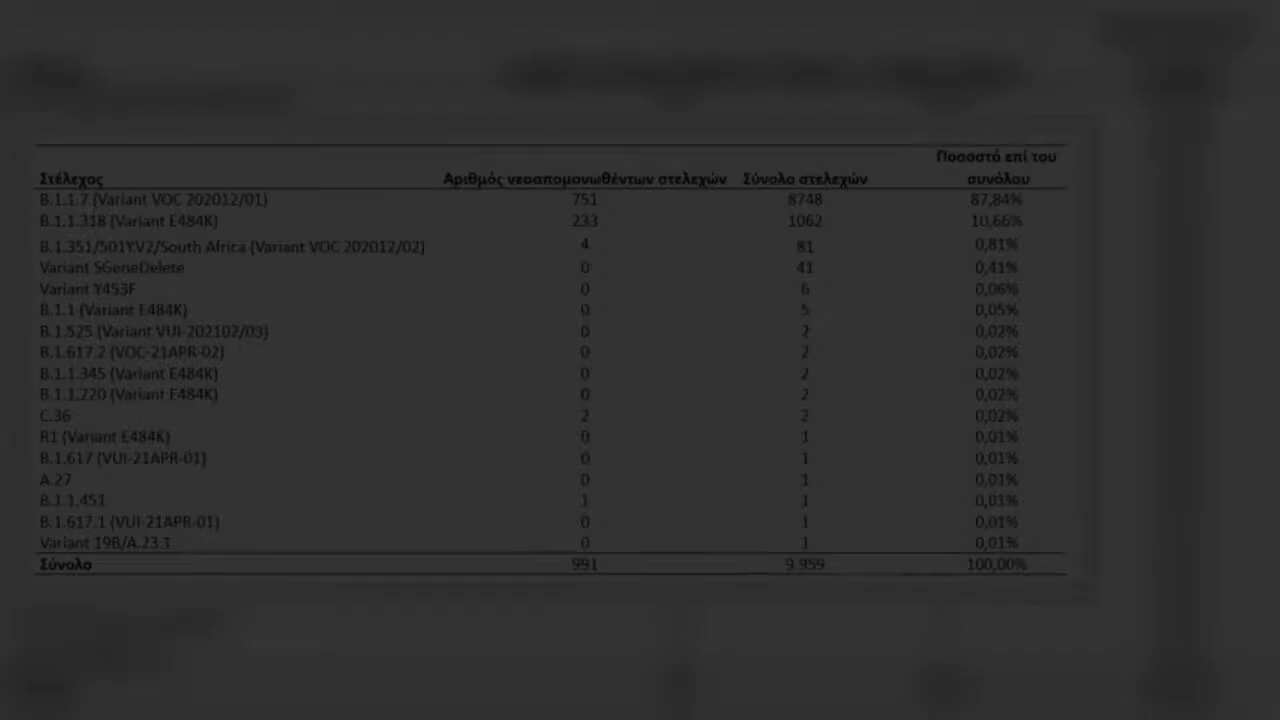 Ποσοστό επί του
Στέλεχος Αριθμός νεοαπομονωθέντων στελεχών Σύνολο στελεχών συνόλου
B.1.1.7 (Variant VOC 202012/01) 751 8748 87,84%
B.1.1.318 (Variant E484K) 233 1062 10,66%
B.1.351/501Y.V2/South Africa (Variant VOC 202012/02) 4 81 0,81%
Variant SGeneDelete 0 41 0,41%
Variant Y453F 0 6 0,06%
B.1.1 (Variant E484K) 0 5 0,05%
B.1.525 (Variant VUI-202102/03) 0 2 0,02%
B.1.617.2 (VOC-21APR-02) 0 2 0,02%
B.1.1.345 (Variant E484K) 0 2 0,02%
B.1.1.220 (Variant E484K) 0 2 0,02%
C.36 2 2 0,02%
R1 (Variant E484K) 0 1 0,01%
B.1.617 (VUI-21APR-01) 0 1 0,01%
A.27 0 1 0,01%
B.1.1.451 1 1 0,01%
B.1.617.1 (VUI-21APR-01) 0 1 0,01%
Variant 19B/A.23.1 0 1 0,01%
Σύνολο 991 9.959 100,00%